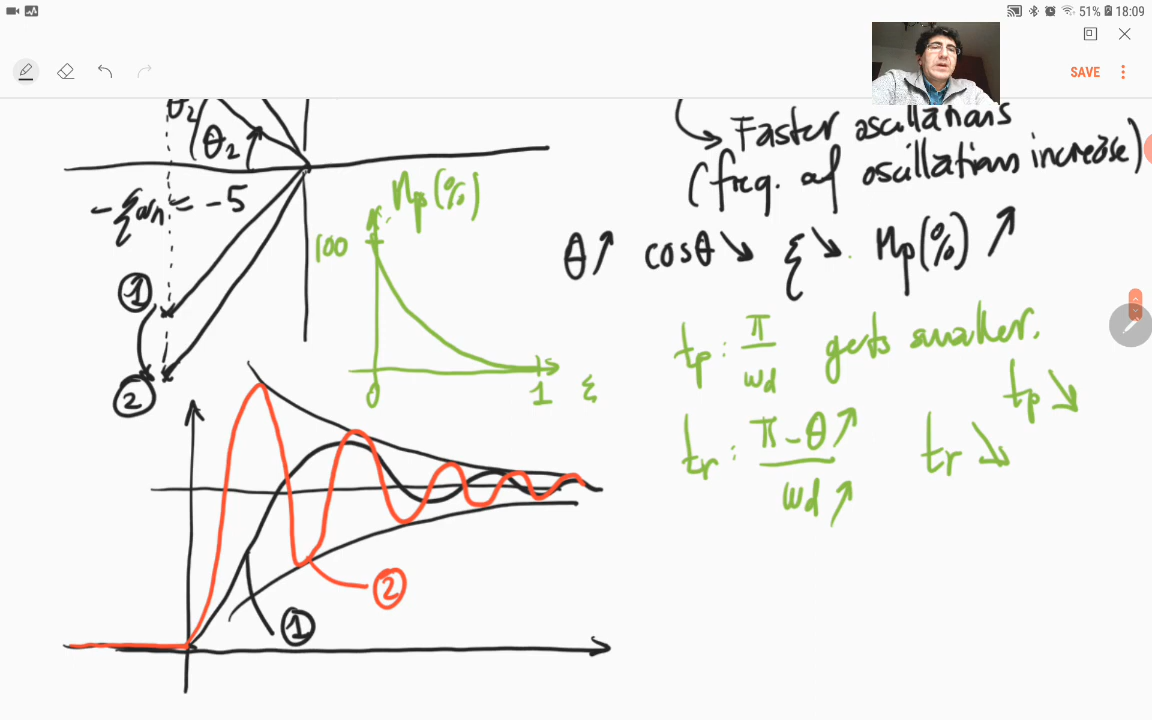 51% 18:09
SAVE
θ2
θ2
-ξωn = -5
1
2
Mp(%)
100
0 1 ξ
1
2
Faster oscillations
(freq. of oscillations increase)
θ↗ cosθ↘ ξ↘. Mp(%)↗
tp: π/ωd gets smaller.
tp↘
tr: π-θ↗/ωd↗ tr↘